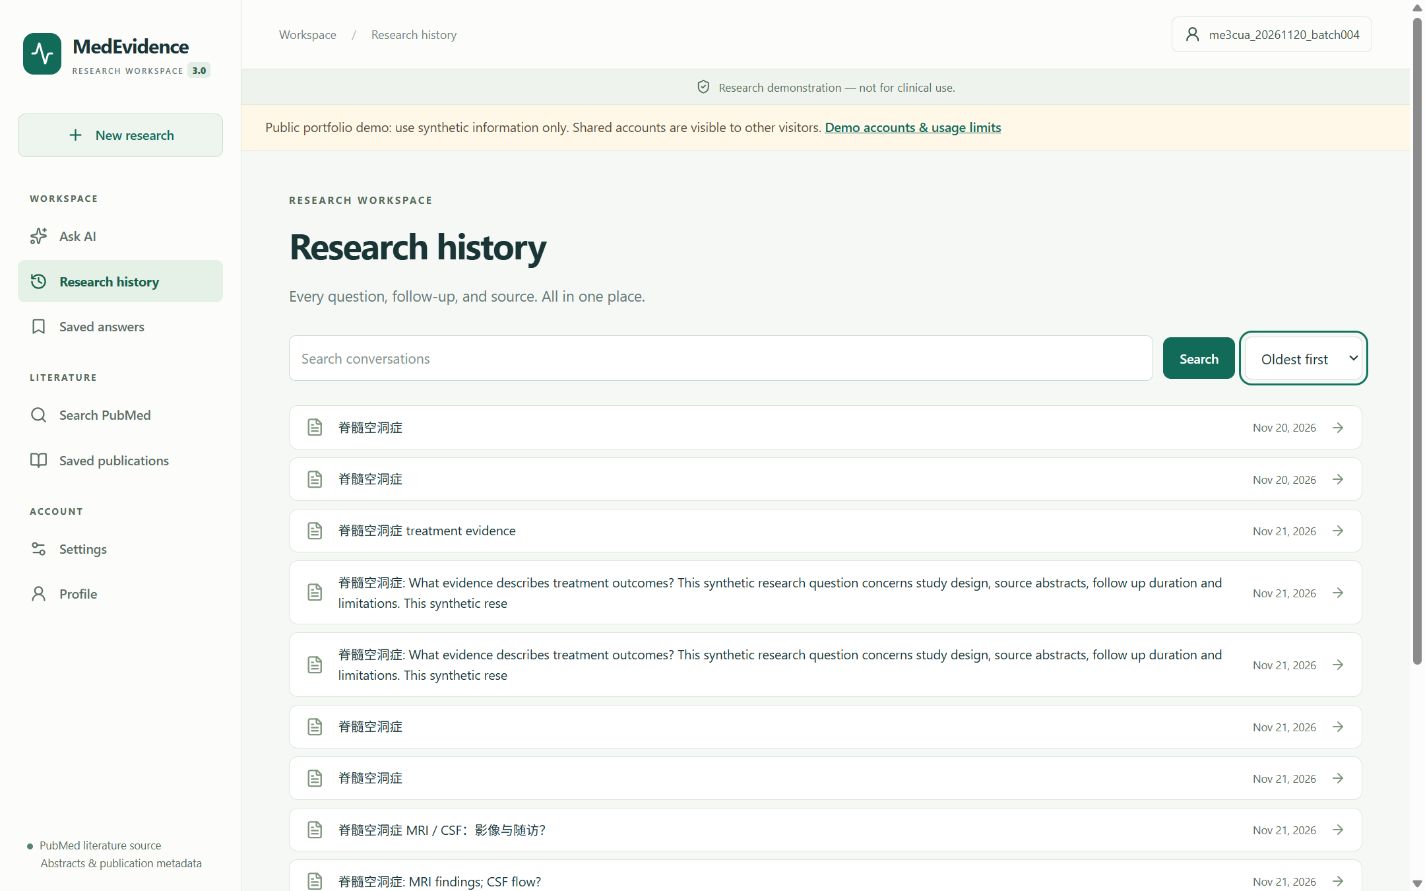 MedEvidence
RESEARCH WORKSPACE 3.0
New research
WORKSPACE
Ask AI
Research history
Saved answers
LITERATURE
Search PubMed
Saved publications
ACCOUNT
Settings
Profile
PubMed literature source
Abstracts & publication metadata
Workspace / Research history
me3cua_20261120_batch004
Research demonstration — not for clinical use.
Public portfolio demo: use synthetic information only. Shared accounts are visible to other visitors. Demo accounts & usage limits
RESEARCH WORKSPACE
Research history
Every question, follow-up, and source. All in one place.
Search conversations
Search
Oldest first
脊髓空洞症 Nov 20, 2026
脊髓空洞症 Nov 20, 2026
脊髓空洞症 treatment evidence Nov 21, 2026
脊髓空洞症: What evidence describes treatment outcomes? This synthetic research question concerns study design, source abstracts, follow up duration and
limitations. This synthetic rese
Nov 21, 2026
脊髓空洞症: What evidence describes treatment outcomes? This synthetic research question concerns study design, source abstracts, follow up duration and
limitations. This synthetic rese
Nov 21, 2026
脊髓空洞症 Nov 21, 2026
脊髓空洞症 Nov 21, 2026
脊髓空洞症 MRI / CSF：影像与随访？ Nov 21, 2026
脊髓空洞症: MRI findings; CSF flow? Nov 21, 2026